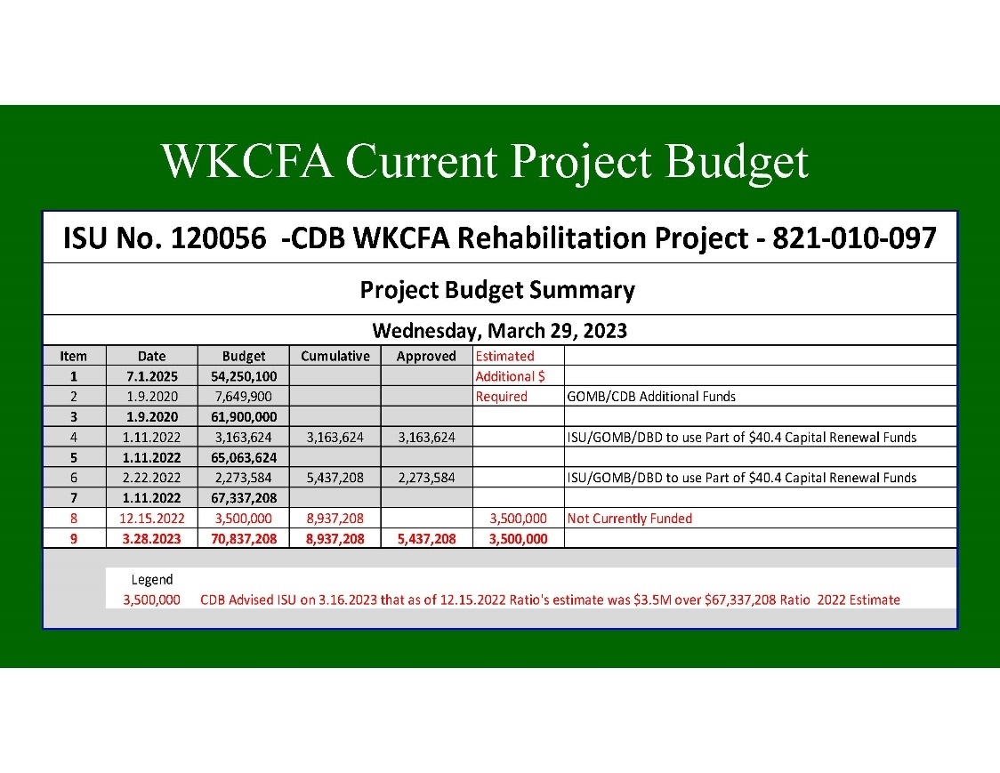 WKCFA Current Project Budget
ISU No. 120056 -CDB WKCFA Rehabilitation Project - 821-010-097
Project Budget Summary
Wednesday, March 29, 2023
Item Date Budget Cumulative Approved Estimated
1 7.1.2025 54,250,100 Additional $
2 1.9.2020 7,649,900 Required GOMB/CDB Additional Funds
3 1.9.2020 61,900,000
4 1.11.2022 3,163,624 3,163,624 3,163,624 ISU/GOMB/DBD to use Part of $40.4 Capital Renewal Funds
5 1.11.2022 65,063,624
6 2.22.2022 2,273,584 5,437,208 2,273,584 ISU/GOMB/DBD to use Part of $40.4 Capital Renewal Funds
7 1.11.2022 67,337,208
8 12.15.2022 3,500,000 8,937,208 3,500,000 Not Currently Funded
9 3.28.2023 70,837,208 8,937,208 5,437,208 3,500,000
Legend
3,500,000 CDB Advised ISU on 3.16.2023 that as of 12.15.2022 Ratio's estimate was $3.5M over $67,337,208 Ratio 2022 Estimate